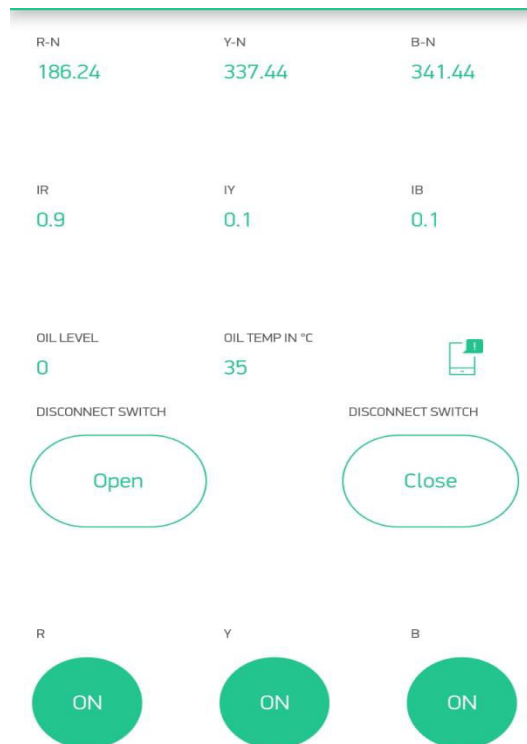 R-N Y-N B-N
186.24 337.44 341.44
IR IY IB
0.9 0.1 0.1
OIL LEVEL OIL TEMP IN °C
0 35
!
DISCONNECT SWITCH DISCONNECT SWITCH
Open Close
R Y B
ON ON ON